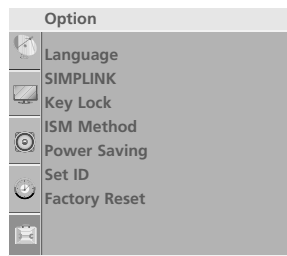 Option
Language
SIMPLINK
Key Lock
ISM Method
Power Saving
Set ID
Factory Reset